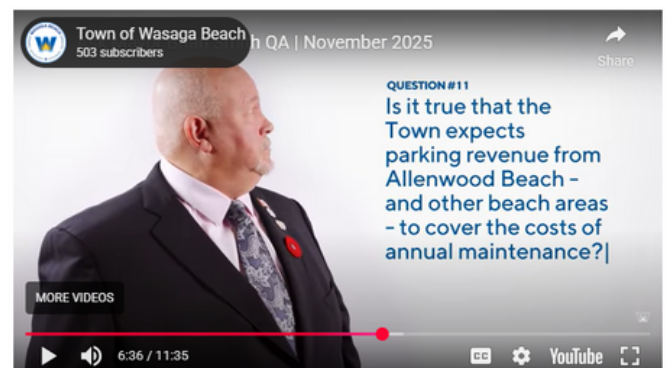 Town of Wasaga Beach
503 subscribers
h QA | November 2025
Share
QUESTION #11
Is it true that the
Town expects
parking revenue from
Allenwood Beach -
and other beach areas
- to cover the costs of
annual maintenance?|
MORE VIDEOS
6:36 / 11:35
CC
YouTube